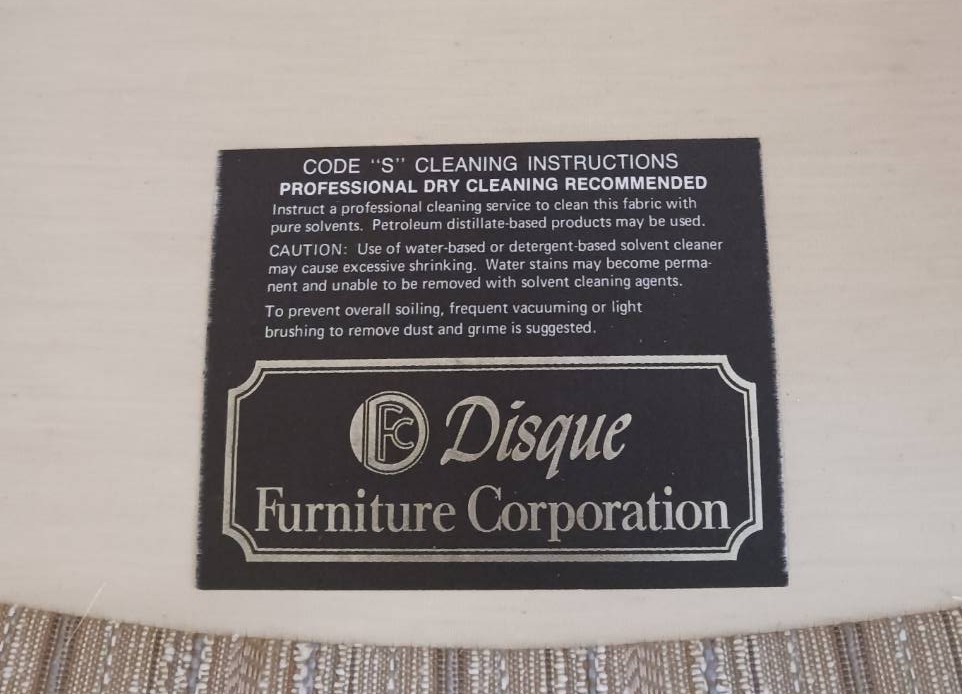 CODE “S” CLEANING INSTRUCTIONS
PROFESSIONAL DRY CLEANING RECOMMENDED
Instruct a professional cleaning service to clean this fabric with
pure solvents. Petroleum distillate-based products may be used.
CAUTION: Use of water-based or detergent-based solvent cleaner
may cause excessive shrinking. Water stains may become perma-
nent and unable to be removed with solvent cleaning agents.
To prevent overall soiling, frequent vacuuming or light
brushing to remove dust and grime is suggested.
DFC Disque
Furniture Corporation